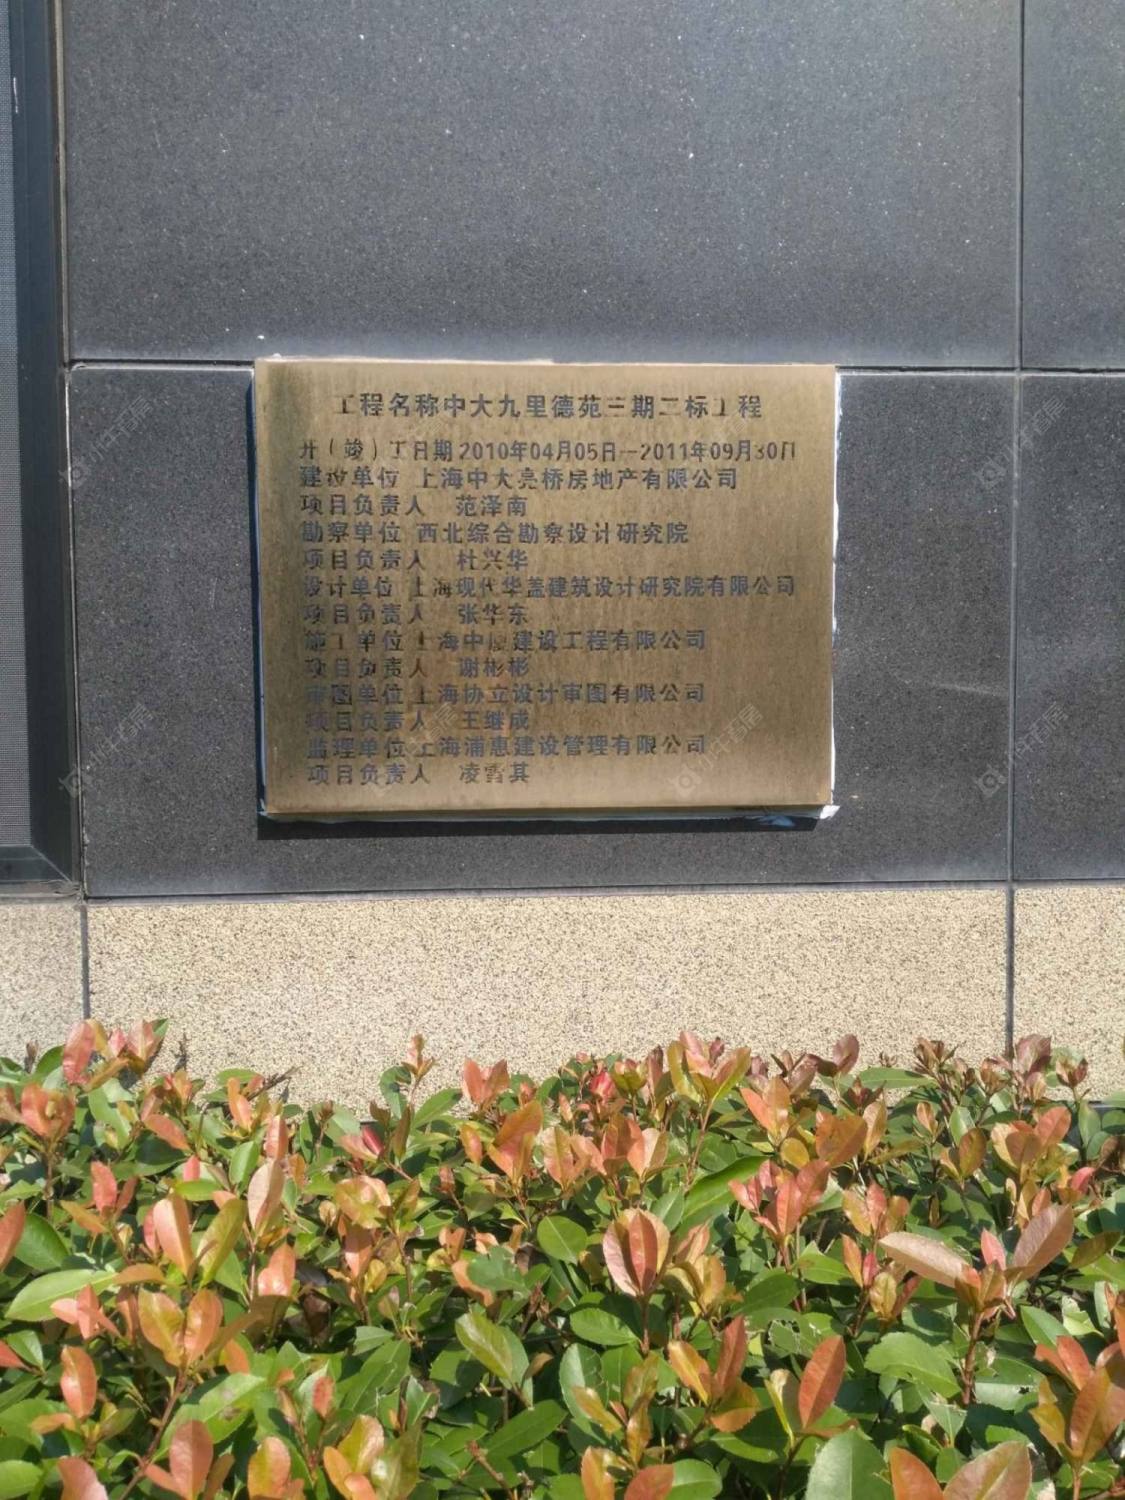 工程名称中大九里德苑三期二标工程
开（竣）工日期2010年04月05日—2011年09月30日
建设单位 上海中大亮桥房地产有限公司
项目负责人 范泽南
勘察单位 西北综合勘察设计研究院
项目负责人 杜兴华
设计单位 上海现代华盖建筑设计研究院有限公司
项目负责人 张华东
施工单位 上海中厦建设工程有限公司
项目负责人 谢彬彬
审图单位 上海协立设计审图有限公司
项目负责人 王继成
监理单位 上海浦惠建设管理有限公司
项目负责人 凌霄其